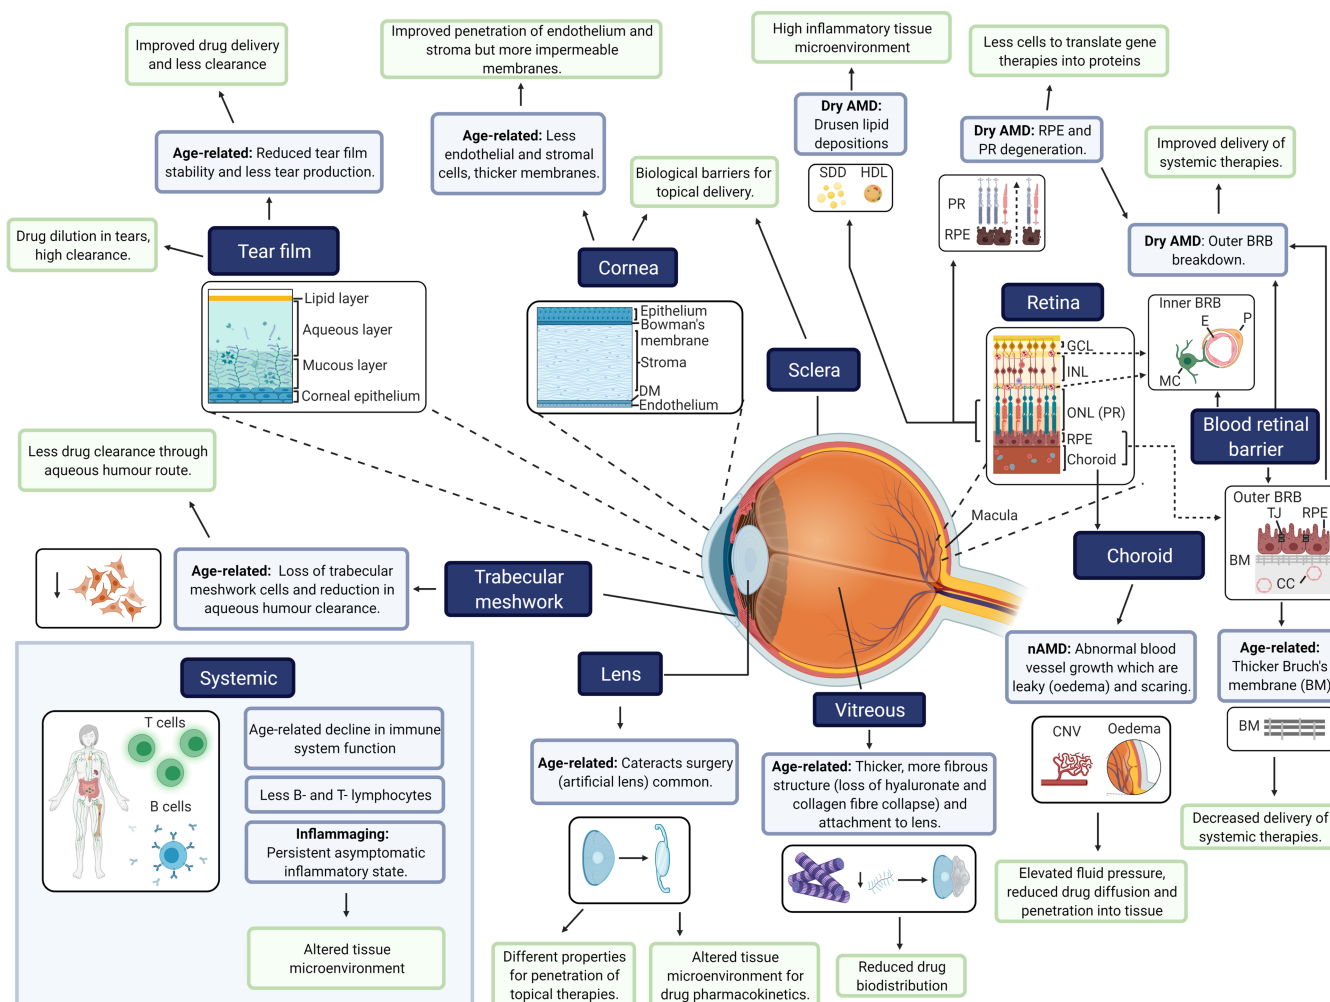 Improved drug delivery
and less clearance
Improved penetration of endothelium and
stroma but more impermeable
membranes.
High inflammatory tissue
microenvironment
Less cells to translate gene
therapies into proteins
Age-related: Reduced tear film
stability and less tear production.
Age-related: Less
endothelial and stromal
cells, thicker membranes.
Dry AMD:
Drusen lipid
depositions
Dry AMD: RPE and
PR degeneration.
Improved delivery of
systemic therapies.
Biological barriers for
topical delivery.
SDD
HDL
PR
RPE
Drug dilution in tears,
high clearance.
Tear film
Cornea
Dry AMD: Outer BRB
breakdown.
Lipid layer
Aqueous layer
Mucous layer
Corneal epithelium
Epithelium
Bowman's
membrane
Stroma
DM
Endothelium
Sclera
Retina
GCL
INL
ONL (PR)
RPE
Choroid
Inner BRB
E
P
MC
Blood retinal
barrier
Less drug clearance through
aqueous humour route.
Macula
Outer BRB
TJ
RPE
BM
CC
Age-related: Loss of trabecular
meshwork cells and reduction in
aqueous humour clearance.
Trabecular
meshwork
Choroid
nAMD: Abnormal blood
vessel growth which are
leaky (oedema) and scaring.
Age-related:
Thicker Bruch's
membrane (BM)
Systemic
T cells
B cells
Age-related decline in immune
system function
Less B- and T- lymphocytes
Inflammaging:
Persistent asymptomatic
inflammatory state.
Altered tissue
microenvironment
Lens
Vitreous
Age-related: Cateracts surgery
(artificial lens) common.
Age-related: Thicker, more fibrous
structure (loss of hyaluronate and
collagen fibre collapse) and
attachment to lens.
CNV
Oedema
BM
Decreased delivery of
systemic therapies.
Elevated fluid pressure,
reduced drug diffusion and
penetration into tissue
Different properties
for penetration of
topical therapies.
Altered tissue
microenvironment for
drug pharmacokinetics.
Reduced drug
biodistribution